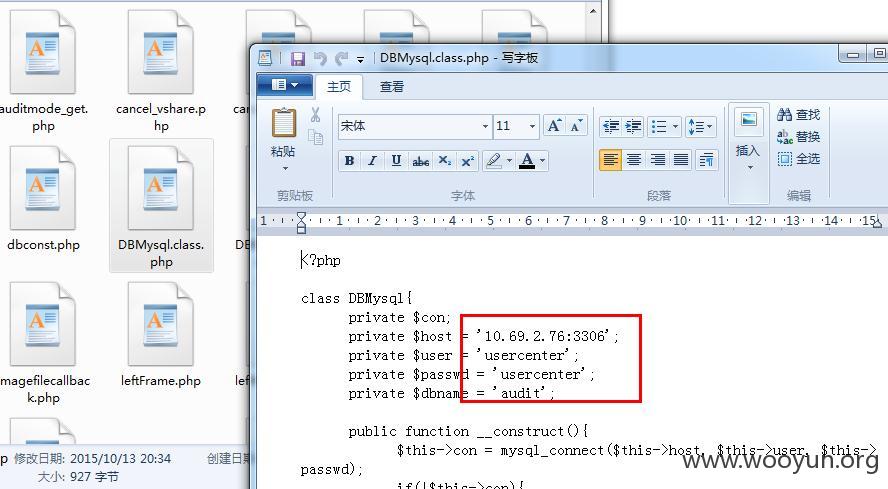 DBMysql.class.php - 写字板
主页
查看
宋体
11
粘贴
B I U abc X₂ X²
A
插入
查找
替换
全选
剪贴板
字体
段落
编辑
1 1 2 3 4 5 6 7 8 9 10 11 12 13 14 15
auditmode_get.
php
cancel_vshare.p
hp
dbconst.php
DBMysql.class.
php
magefilecallbac
k.php
leftFrame.php
修改日期: 2015/10/13 20:34
创建日期
大小: 927 字节
<?php
class DBMysql{
private $con;
private $host = '10.69.2.76:3306';
private $user = 'usercenter';
private $passwd = 'usercenter';
private $dbname = 'audit';
public function __construct(){
$this->con = mysql_connect($this->host, $this->user, $this->
passwd);
if(!$this->con){
www.wooyun.org